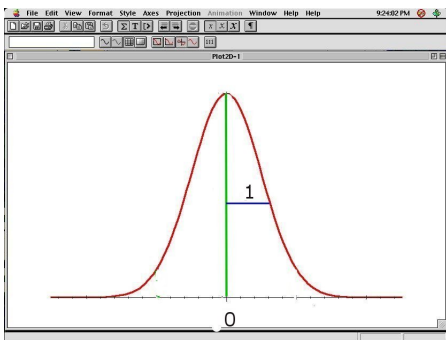 File Edit View Format Style Axes Projection Animation Window Help Help 9:24:02 PM
Σ T X X X ¶
Plot2D-1
1
0